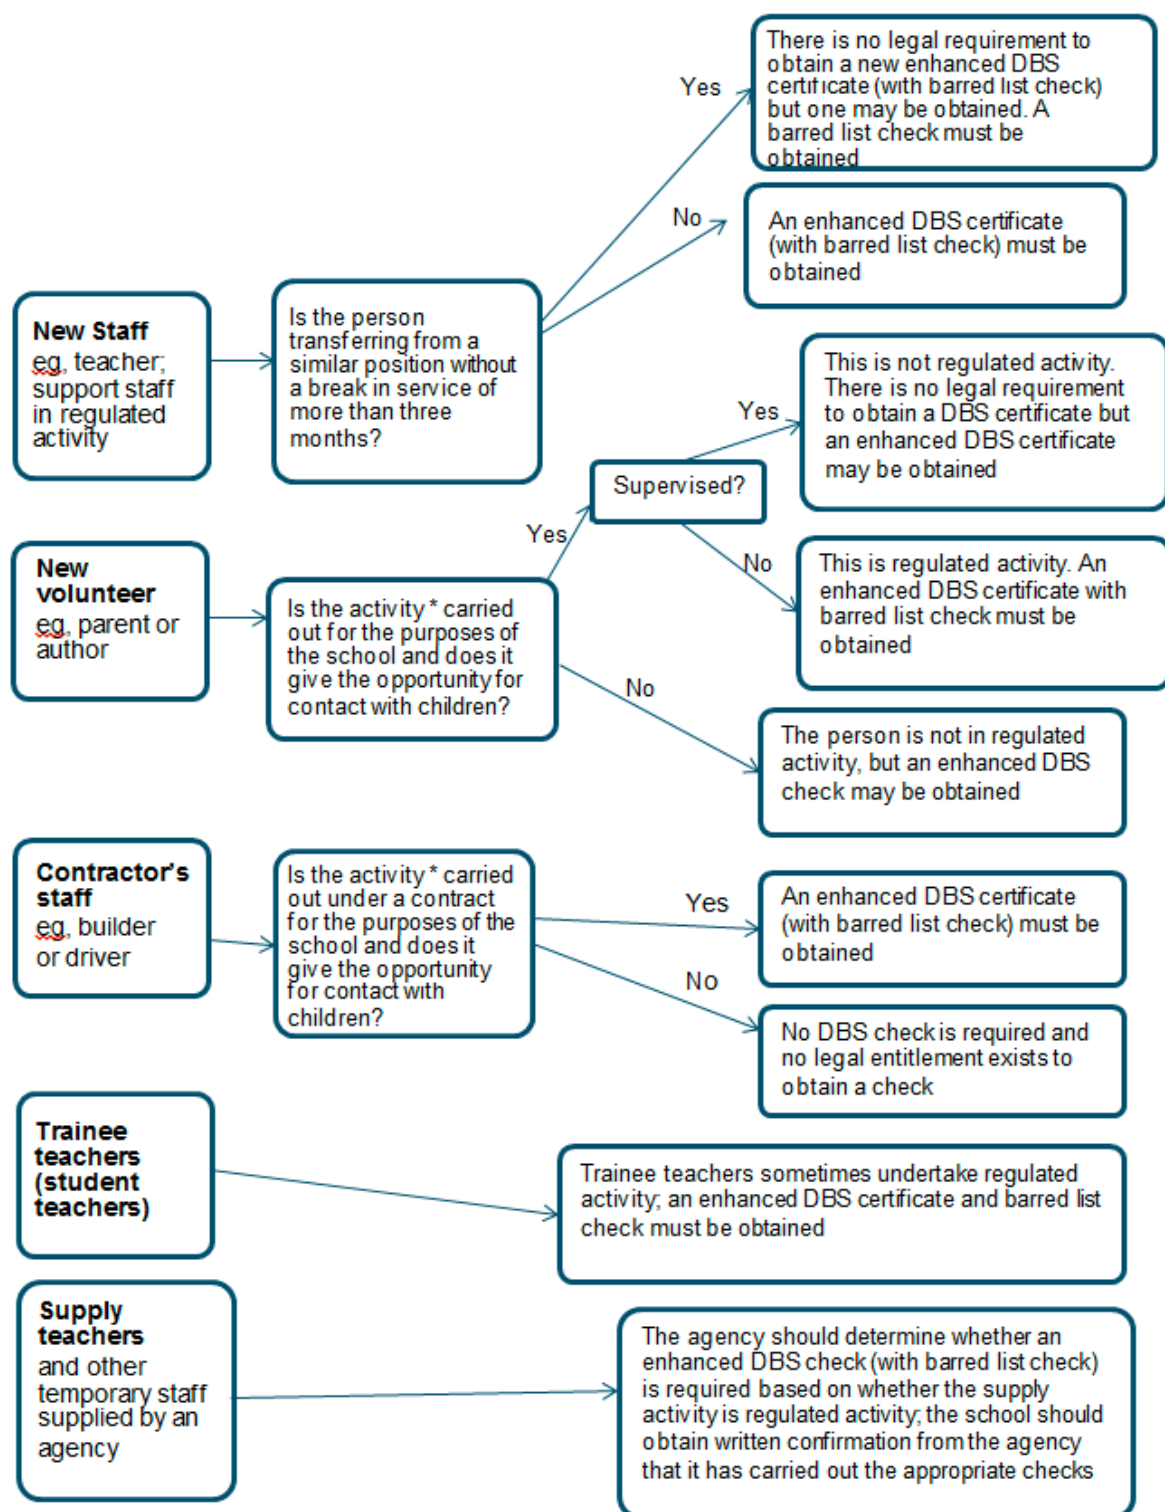 There is no legal requirement to
obtain a new enhanced DBS
certificate (with barred list check)
but one may be obtained. A
barred list check must be
obtained
Yes
No
An enhanced DBS certificate
(with barred list check) must be
obtained
New Staff
eg, teacher;
support staff
in regulated
activity
Is the person
transferring from a
similar position without
a break in service of
more than three
months?
This is not regulated activity.
There is no legal requirement
to obtain a DBS certificate but
an enhanced DBS certificate
may be obtained
Yes
Supervised?
Yes
No
This is regulated activity. An
enhanced DBS certificate with
barred list check must be
obtained
New
volunteer
eg, parent or
author
Is the activity * carried
out for the purposes of
the school and does it
give the opportunity for
contact with children?
No
The person is not in regulated
activity, but an enhanced DBS
check may be obtained
Contractor's
staff
eg, builder
or driver
Is the activity * carried
out under a contract
for the purposes of the
school and does it
give the opportunity
for contact with
children?
Yes
An enhanced DBS certificate
(with barred list check) must be
obtained
No
No DBS check is required and
no legal entitlement exists to
obtain a check
Trainee
teachers
(student
teachers)
Trainee teachers sometimes undertake regulated
activity; an enhanced DBS certificate and barred list
check must be obtained
Supply
teachers
and other
temporary staff
supplied by an
agency
The agency should determine whether an
enhanced DBS check (with barred list check)
is required based on whether the supply
activity is regulated activity; the school should
obtain written confirmation from the agency
that it has carried out the appropriate checks